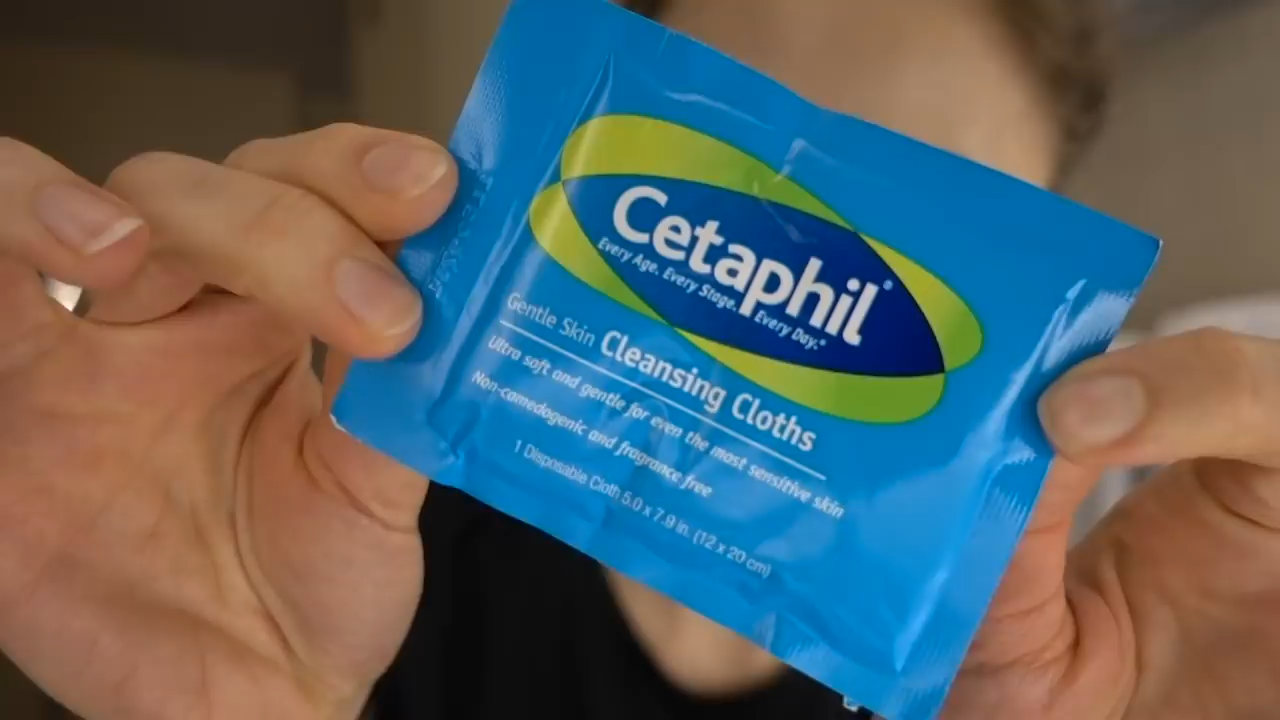 Cetaphil®
Every Age. Every Stage. Every Day.®
Gentle Skin Cleansing Cloths
Ultra soft and gentle for even the most sensitive skin
Non-comedogenic and fragrance free
1 Disposable Cloth 5.0 x 7.9 in. (12 x 20 cm)